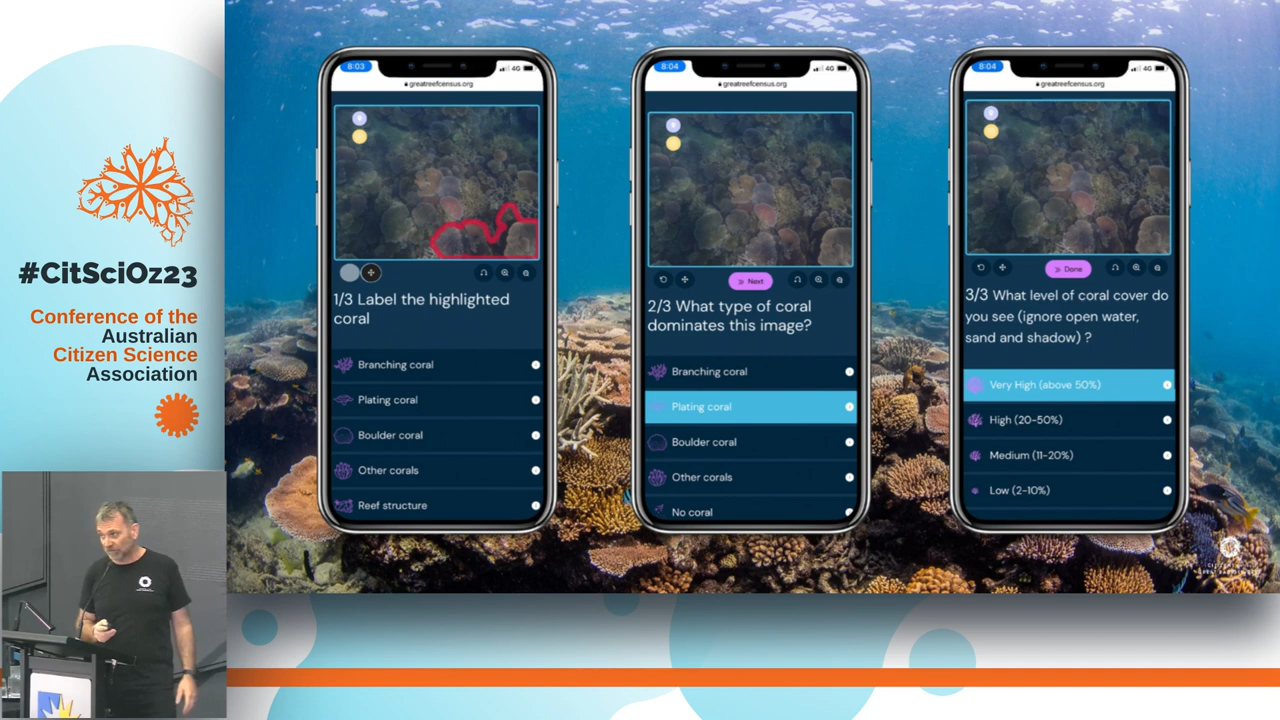 #CitSciOz23
Conference of the
Australian
Citizen Science
Association
8:03
4G
greatreefcensus.org
1/3 Label the highlighted
coral
Branching coral
Plating coral
Boulder coral
Other corals
Reef structure
8:04
4G
greatreefcensus.org
Next
2/3 What type of coral
dominates this image?
Branching coral
Plating coral
Boulder coral
Other corals
No coral
8:04
4G
greatreefcensus.org
Done
3/3 What level of coral cover do
you see (ignore open water,
sand and shadow) ?
Very High (above 50%)
High (20-50%)
Medium (11-20%)
Low (2-10%)